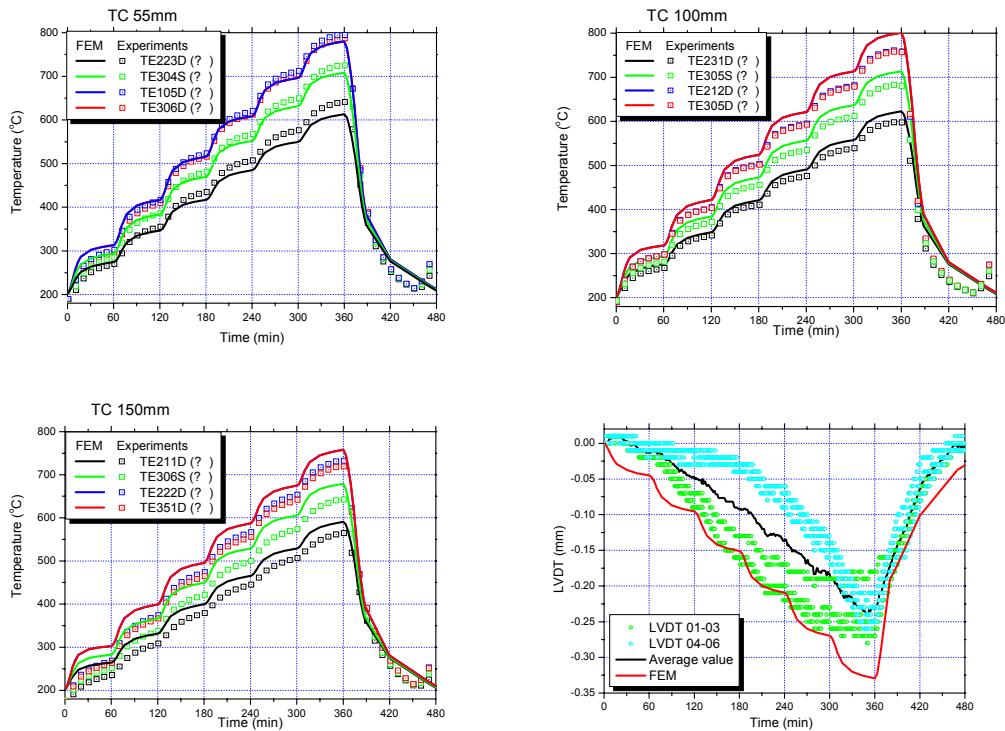 TC 55mm
FEM Experiments
TE223D (? )
TE304S (? )
TE105D (? )
TE306D (? )
Temperature (°C)
800
700
600
500
400
300
200
0 60 120 180 240 300 360 420 480
Time (min)
TC 100mm
FEM Experiments
TE231D (? )
TE305S (? )
TE212D (? )
TE305D (? )
Temperature (°C)
800
700
600
500
400
300
200
0 60 120 180 240 300 360 420 480
Time (min)
TC 150mm
FEM Experiments
TE211D (? )
TE306S (? )
TE222D (? )
TE351D (? )
Temperature (°C)
800
700
600
500
400
300
200
0 60 120 180 240 300 360 420 480
Time (min)
LVDT (mm)
0.00
-0.05
-0.10
-0.15
-0.20
-0.25
-0.30
-0.35
LVDT 01-03
LVDT 04-06
Average value
FEM
0 60 120 180 240 300 360 420 480
Time (min)